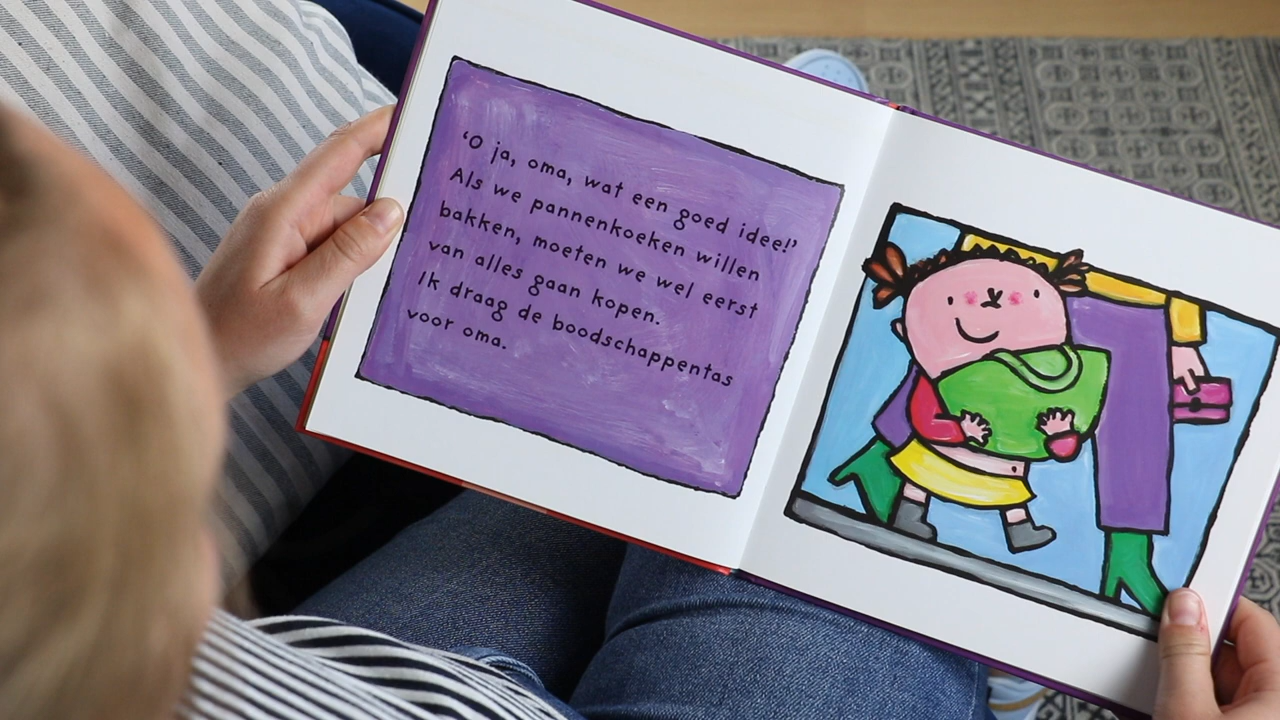 ‘O ja, oma, wat een goed idee!’
Als we pannenkoeken willen
bakken, moeten we wel eerst
van alles gaan kopen.
Ik draag de boodschappentas
voor oma.